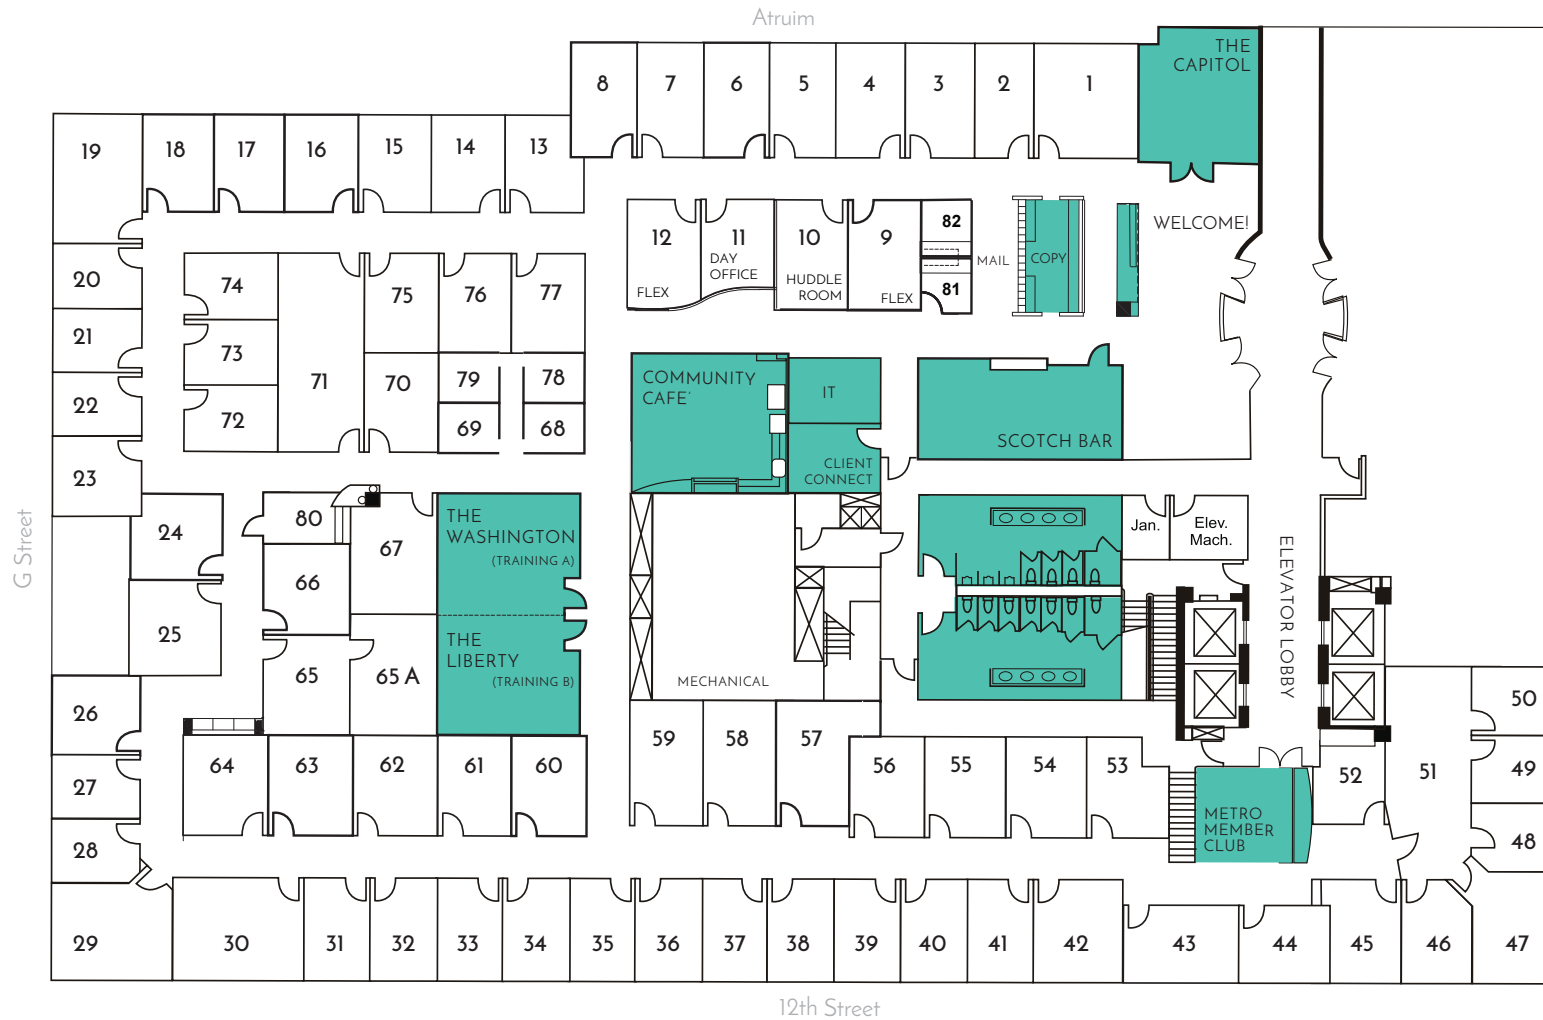 Atruim
THE
CAPITOL
8
7
6
5
4
3
2
1
19
18
17
16
15
14
13
12
FLEX
11
DAY
OFFICE
10
HUDDLE
ROOM
9
FLEX
82
81
MAIL
COPY
WELCOME!
20
21
22
23
74
73
72
71
75
76
77
70
79
78
69
68
COMMUNITY
CAFE'
IT
CLIENT
CONNECT
SCOTCH BAR
G Street
24
25
80
66
67
65
65 A
THE
WASHINGTON
(TRAINING A)
THE
LIBERTY
(TRAINING B)
MECHANICAL
Jan.
Elev.
Mach.
ELEVATOR LOBBY
26
27
28
64
63
62
61
60
59
58
57
56
55
54
53
METRO
MEMBER
CLUB
52
51
50
49
48
29
30
31
32
33
34
35
36
37
38
39
40
41
42
43
44
45
46
47
12th Street